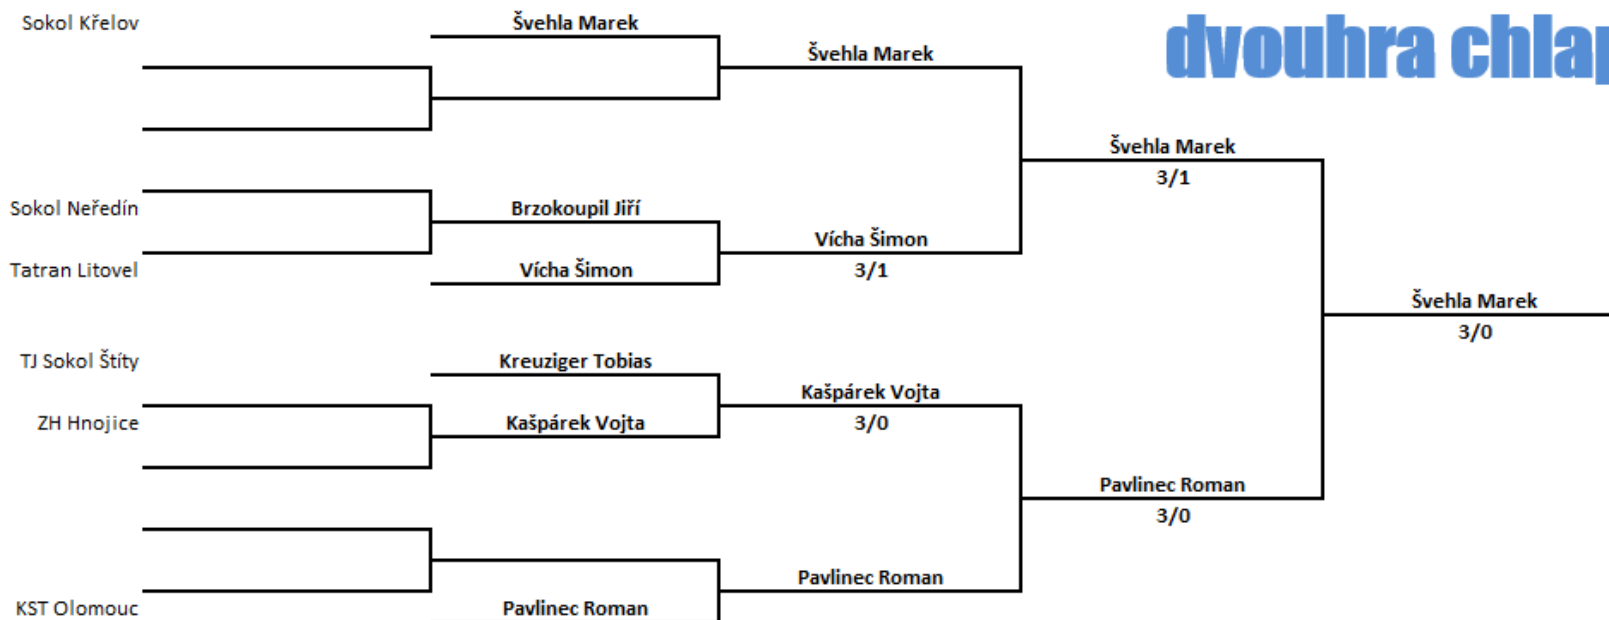 dvouhra chlap
Sokol Křelov
Švehla Marek
Švehla Marek
Švehla Marek
3/1
Sokol Neředín
Brzokoupil Jiří
Vícha Šimon
3/1
Tatran Litovel
Vícha Šimon
Švehla Marek
3/0
TJ Sokol Štíty
Kreuziger Tobias
Kašpárek Vojta
3/0
ZH Hnojice
Kašpárek Vojta
Pavlinec Roman
3/0
Pavlinec Roman
KST Olomouc
Pavlinec Roman